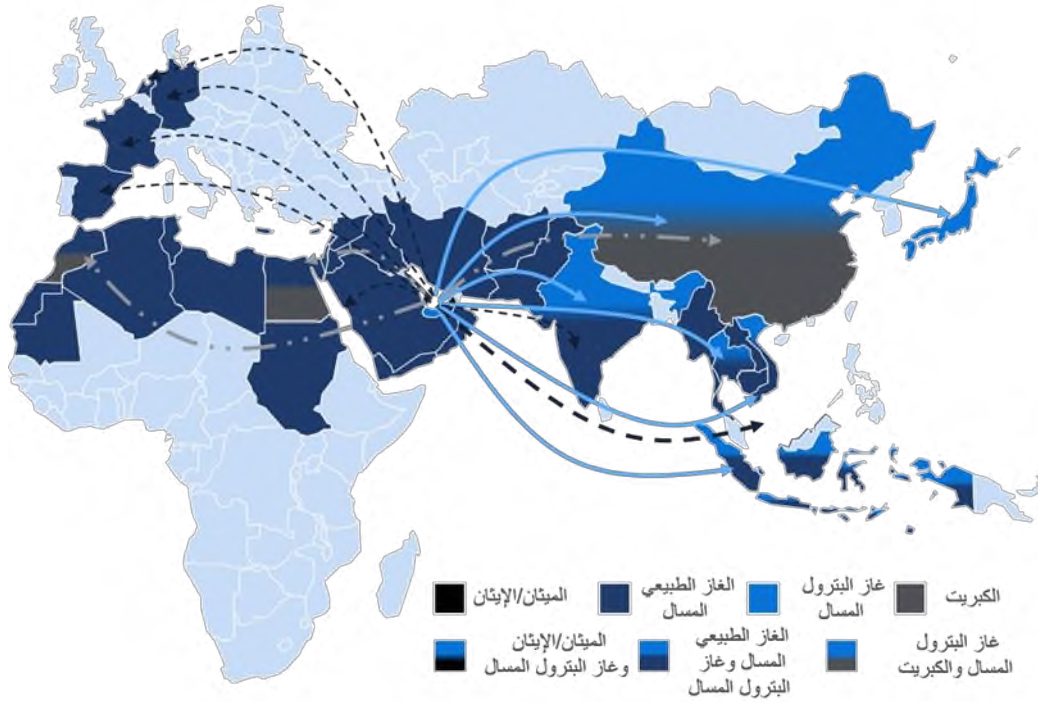 الكبريت
غاز البترول
المسال
الغاز الطبيعي
المسال
الميثان/الإيثان
غاز البترول
المسال والكبريت
الغاز الطبيعي
المسال وغاز
البترول المسال
الميثان/الإيثان
وغاز البترول المسال